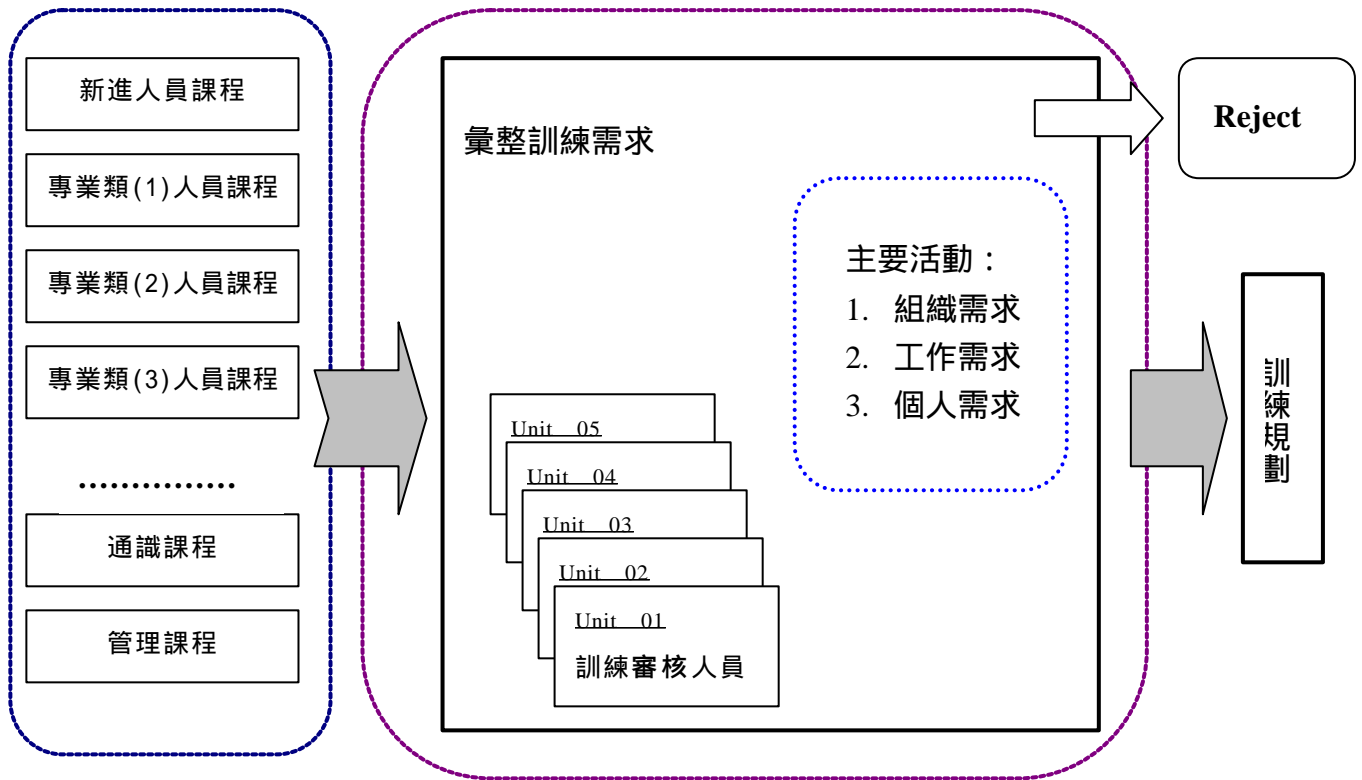 新進人員課程
專業類(1)人員課程
專業類(2)人員課程
專業類(3)人員課程
...............
通識課程
管理課程
彙整訓練需求
主要活動：
1. 組織需求
2. 工作需求
3. 個人需求
Unit 05
Unit 04
Unit 03
Unit 02
Unit 01
訓練審核人員
Reject
訓練規劃